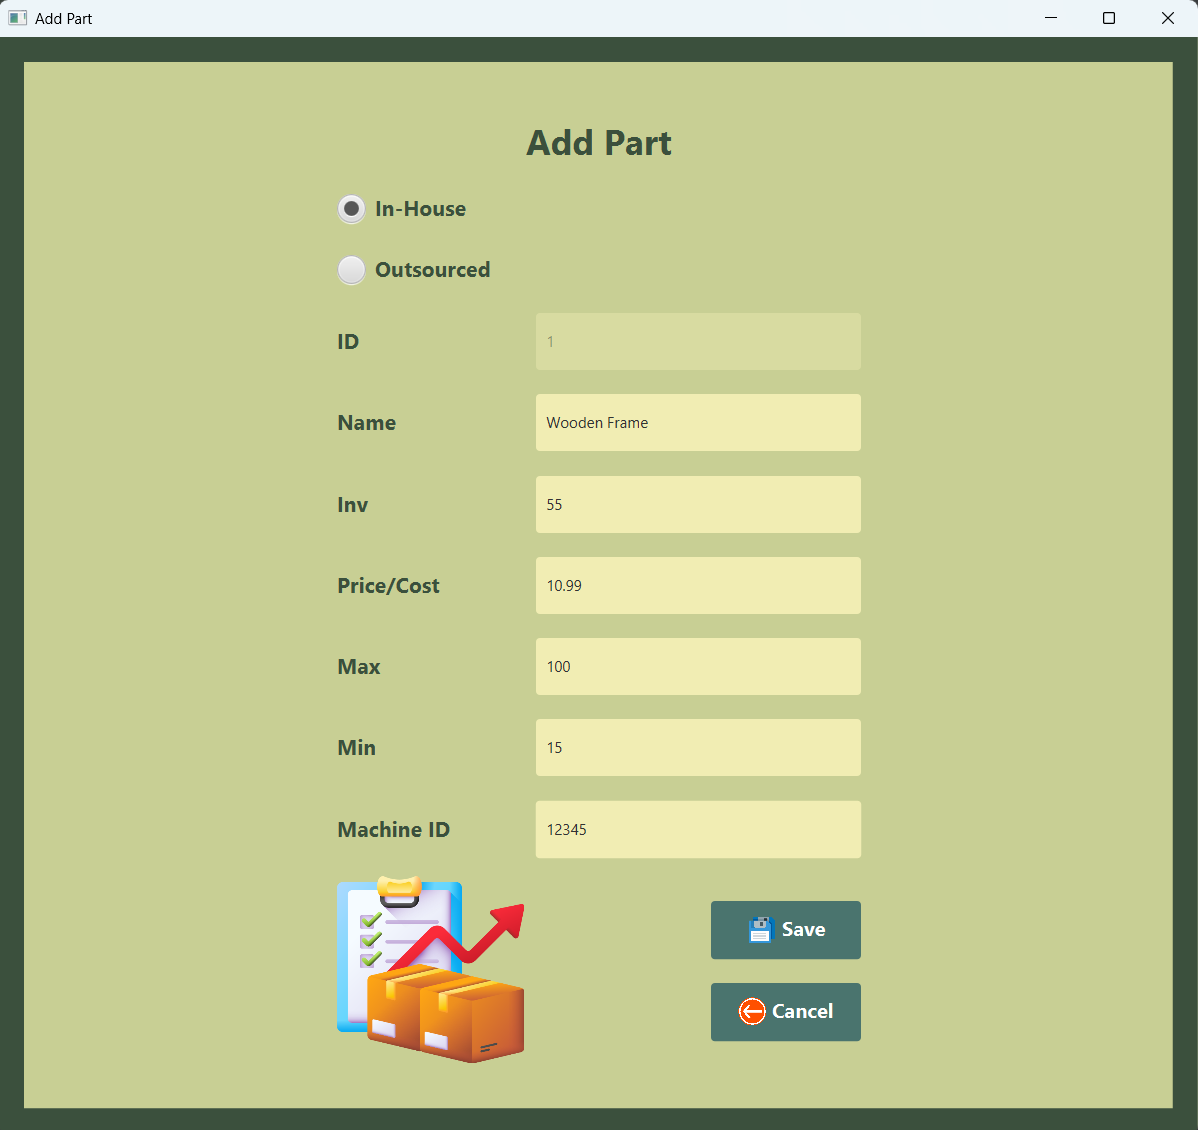 Add Part
Add Part
In-House
Outsourced
ID 1
Name Wooden Frame
Inv 55
Price/Cost 10.99
Max 100
Min 15
Machine ID 12345
Save
Cancel